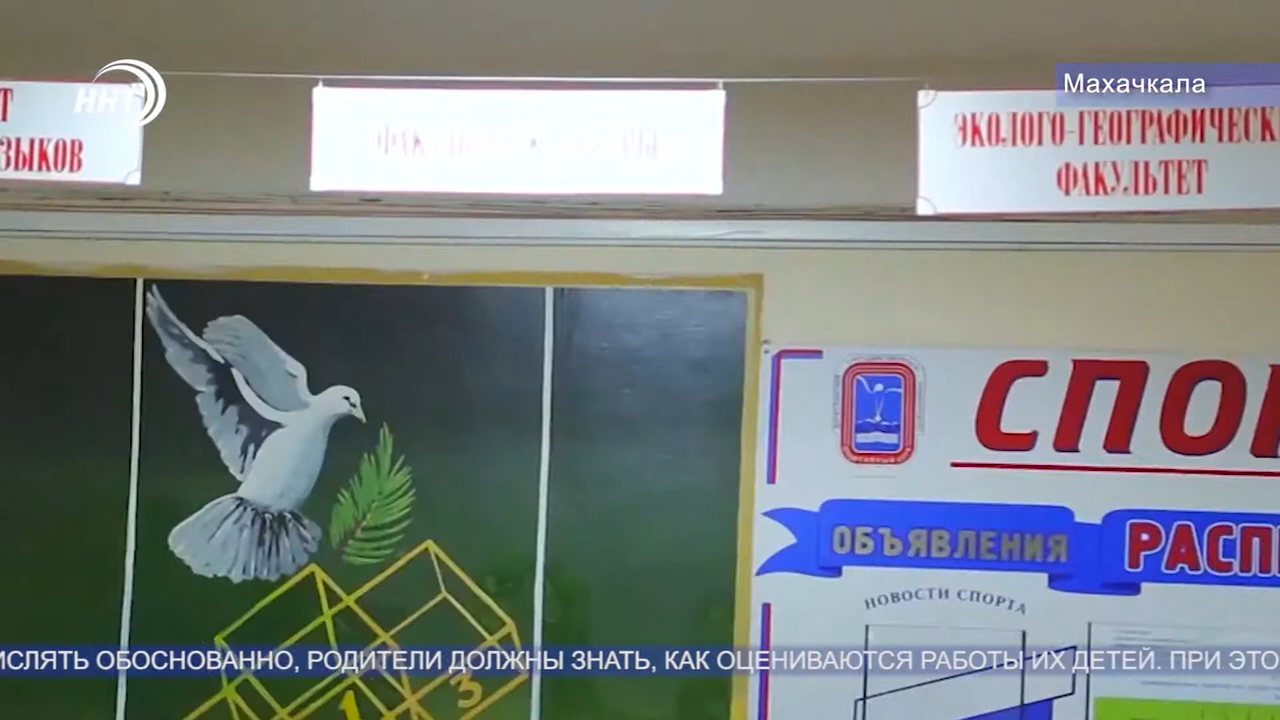 ННТ
Махачкала
Т
ЗЫКОВ
ЭКОЛОГО-ГЕОГРАФИЧЕСК
ФАКУЛЬТЕТ
СПО
ОБЪЯВЛЕНИЯ
РАСП
НОВОСТИ СПОРТА
1
3
ИСЛЯТЬ ОБОСНОВАННО, РОДИТЕЛИ ДОЛЖНЫ ЗНАТЬ, КАК ОЦЕНИВАЮТСЯ РАБОТЫ ИХ ДЕТЕЙ. ПРИ ЭТО